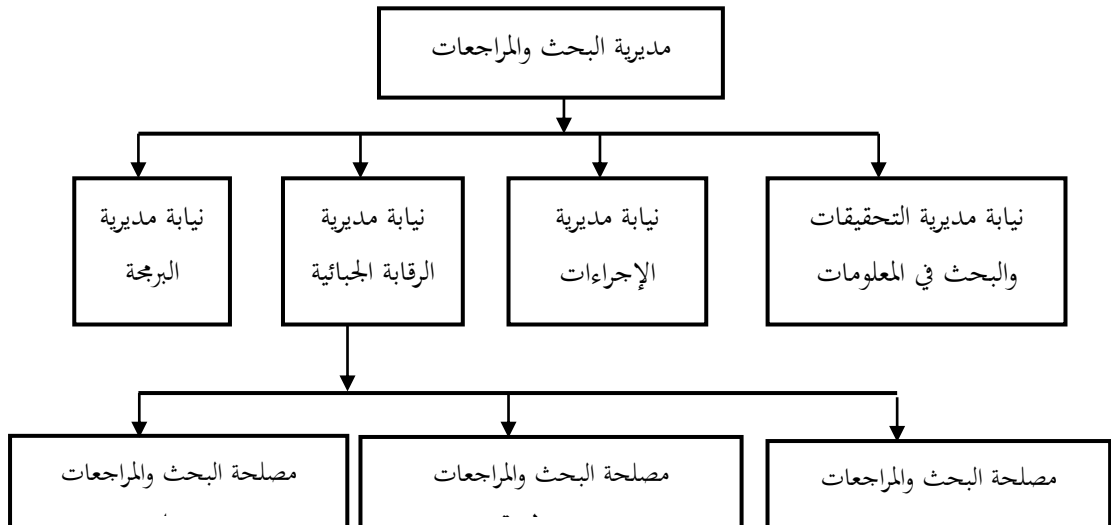 مديرية البحث والمراجعات
نيابة مديرية التحقيقات
والبحث في المعلومات
نيابة مديرية
الإجراءات
نيابة مديرية
الرقابة الجبائية
نيابة مديرية
البرمجة
مصلحة البحث والمراجعات
مصلحة البحث والمراجعات
مصلحة البحث والمراجعات